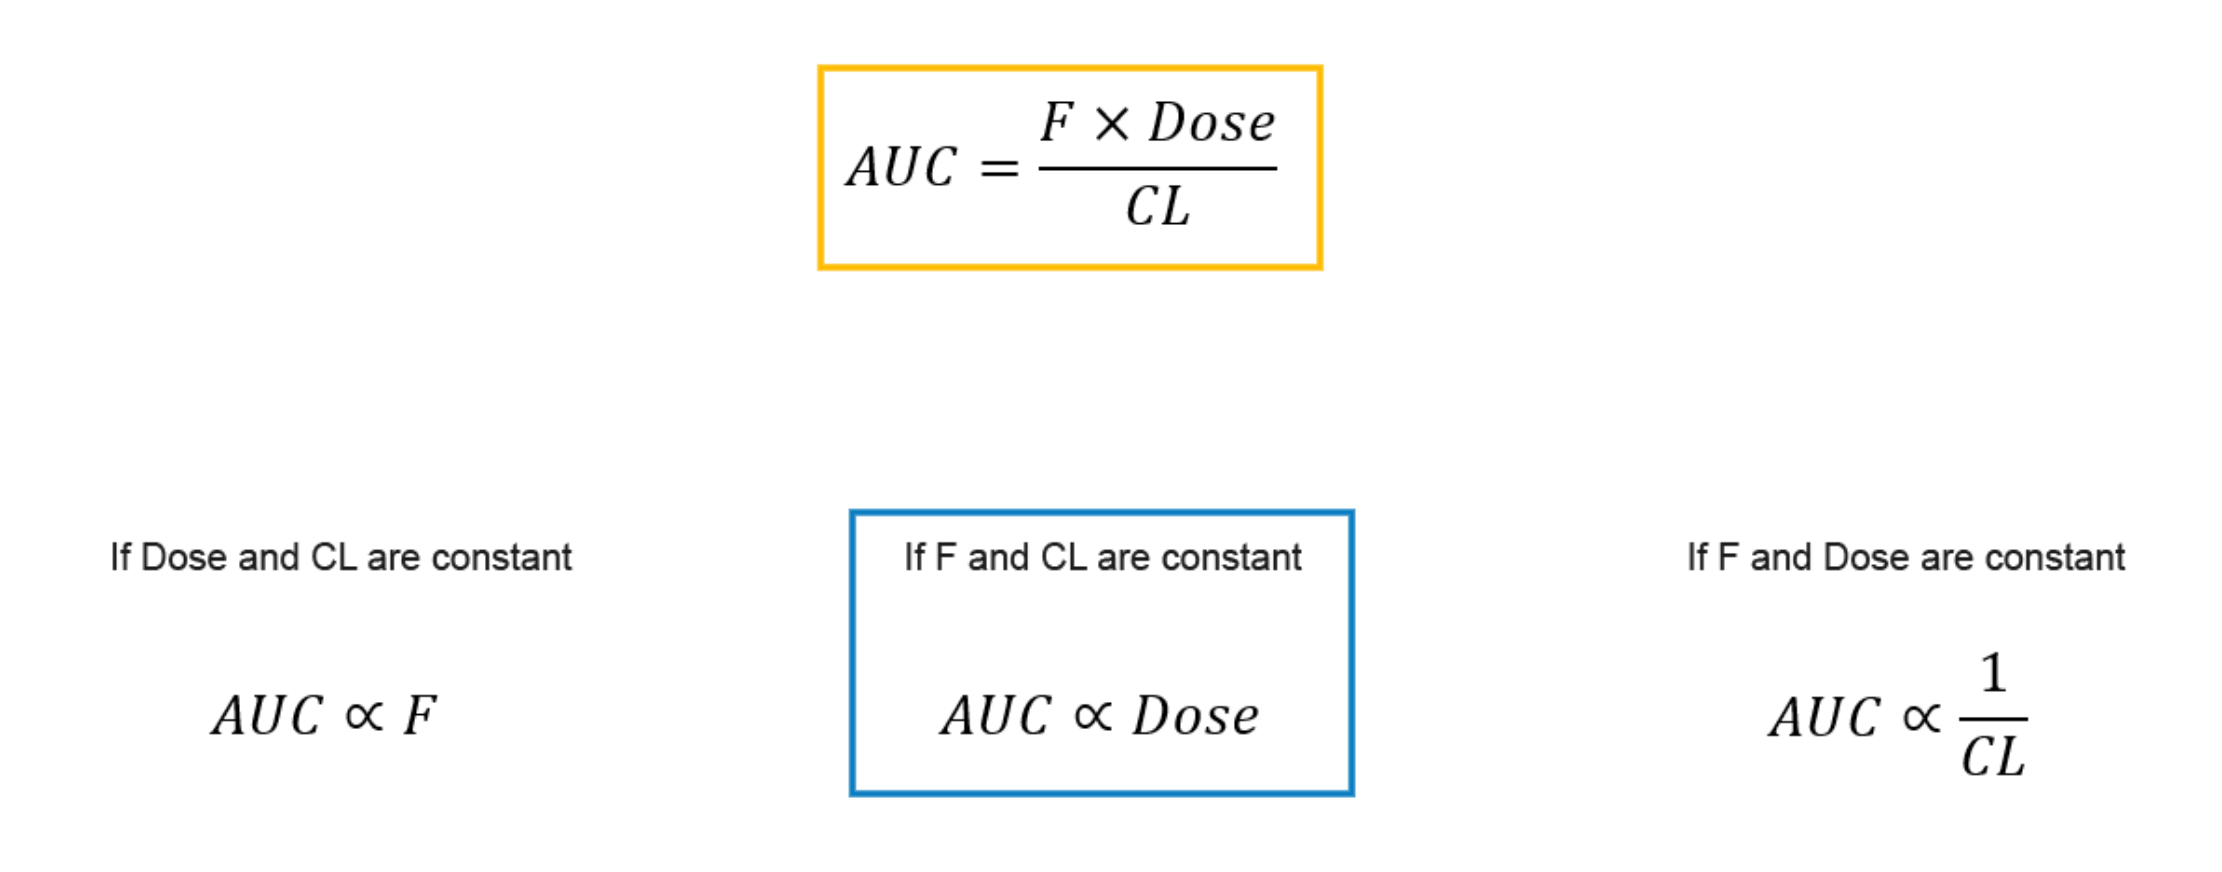 AUC = F × Dose / CL
If Dose and CL are constant
If F and CL are constant
If F and Dose are constant
AUC ∝ F
AUC ∝ Dose
AUC ∝ 1 / CL